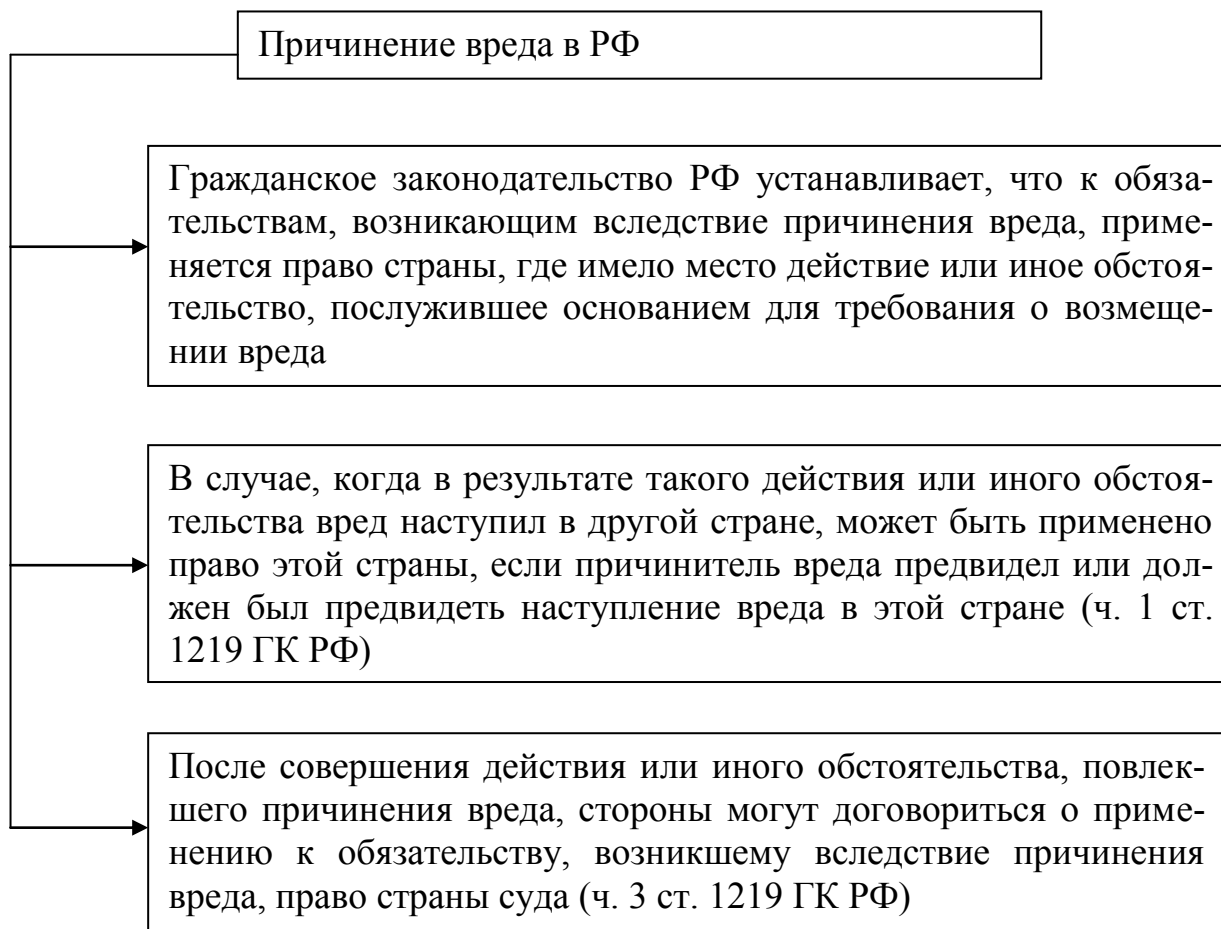 Причинение вреда в РФ
Гражданское законодательство РФ устанавливает, что к обяза-
тельствам, возникающим вследствие причинения вреда, приме-
няется право страны, где имело место действие или иное обстоя-
тельство, послужившее основанием для требования о возмеще-
нии вреда
В случае, когда в результате такого действия или иного обстоя-
тельства вред наступил в другой стране, может быть применено
право этой страны, если причинитель вреда предвидел или дол-
жен был предвидеть наступление вреда в этой стране (ч. 1 ст.
1219 ГК РФ)
После совершения действия или иного обстоятельства, повлек-
шего причинения вреда, стороны могут договориться о приме-
нению к обязательству, возникшему вследствие причинения
вреда, право страны суда (ч. 3 ст. 1219 ГК РФ)